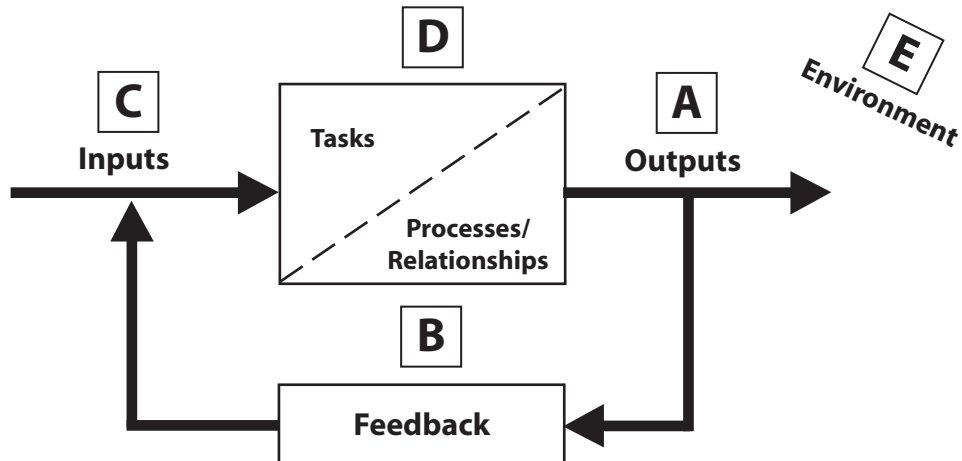 D
E
Environment
C
A
Inputs
Tasks
Outputs
Processes/
Relationships
B
Feedback